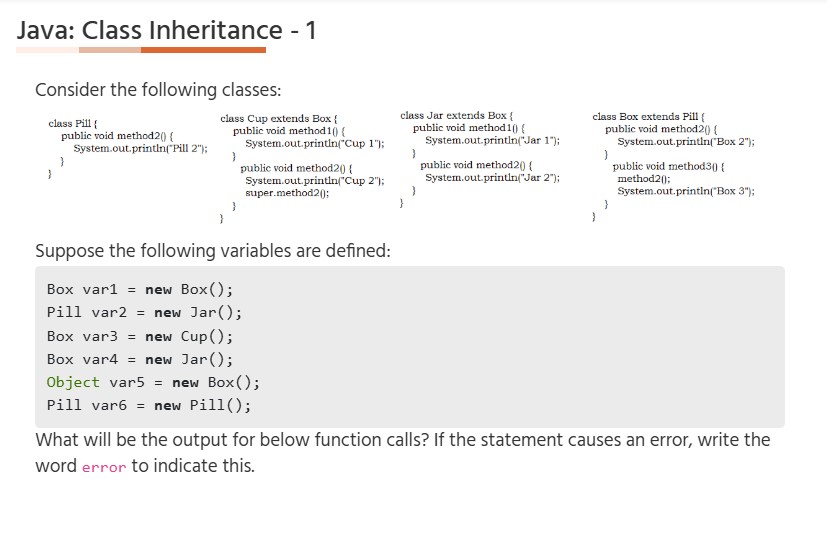 Java: Class Inheritance - 1
Consider the following classes:
class Pill {
public void method2() {
System.out.println("Pill 2");
}
}
class Cup extends Box {
public void method1() {
System.out.println("Cup 1");
}
public void method2() {
System.out.println("Cup 2");
super.method2();
}
}
class Jar extends Box {
public void method1() {
System.out.println("Jar 1");
}
public void method2() {
System.out.println("Jar 2");
}
}
class Box extends Pill {
public void method2() {
System.out.println("Box 2");
}
public void method3() {
method2();
System.out.println("Box 3");
}
}
Suppose the following variables are defined:
Box var1 = new Box();
Pill var2 = new Jar();
Box var3 = new Cup();
Box var4 = new Jar();
Object var5 = new Box();
Pill var6 = new Pill();
What will be the output for below function calls? If the statement causes an error, write the
word error to indicate this.